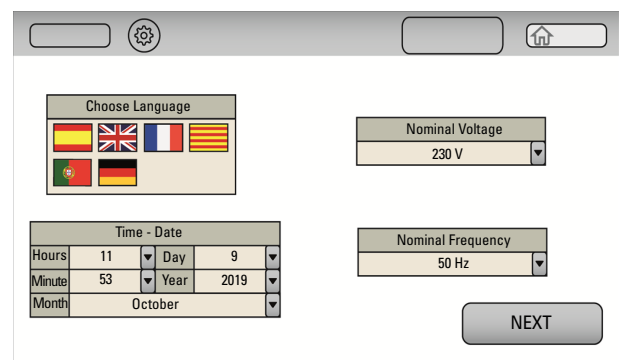 Choose Language
Nominal Voltage
230 V
Time - Date
Hours 11 Day 9
Minute 53 Year 2019
Month October
Nominal Frequency
50 Hz
NEXT